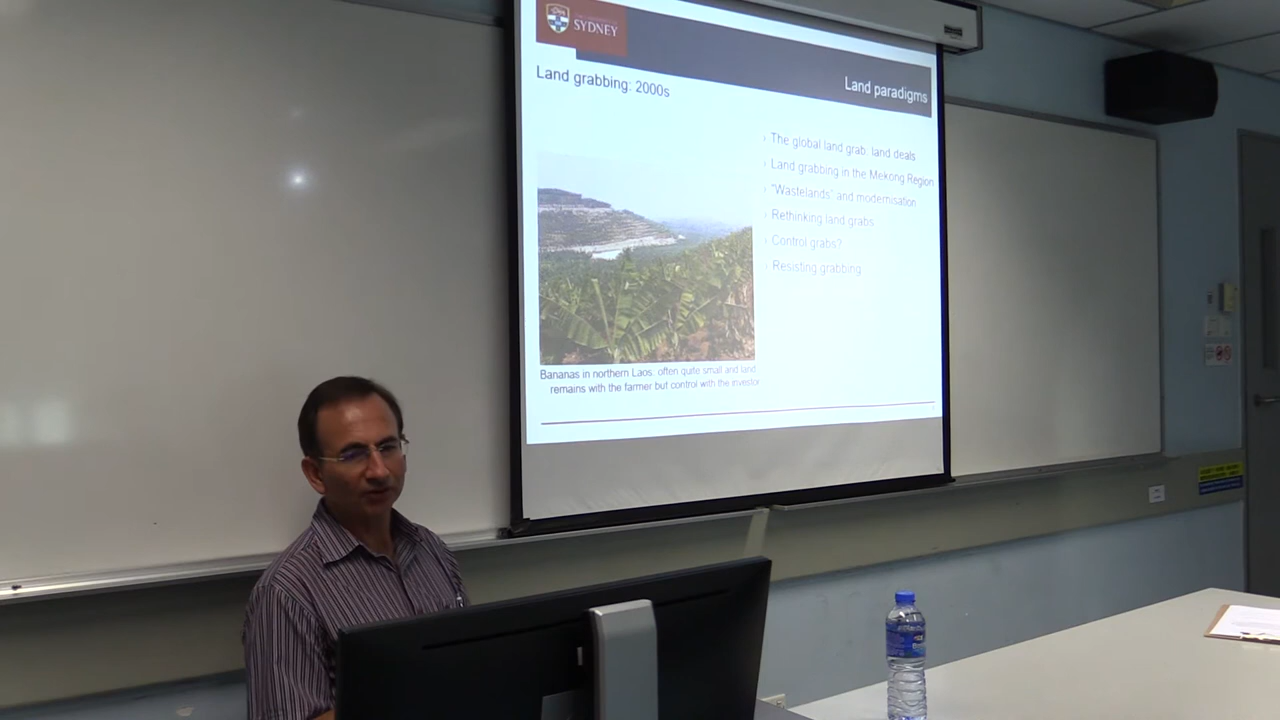 SYDNEY
Land paradigms
Land grabbing: 2000s
The global land grab: land deals
Land grabbing in the Mekong Region
"Wastelands" and modernisation
Rethinking land grabs
Control grabs?
Resisting grabbing
Bananas in northern Laos: often quite small and land
remains with the farmer but control with the investor